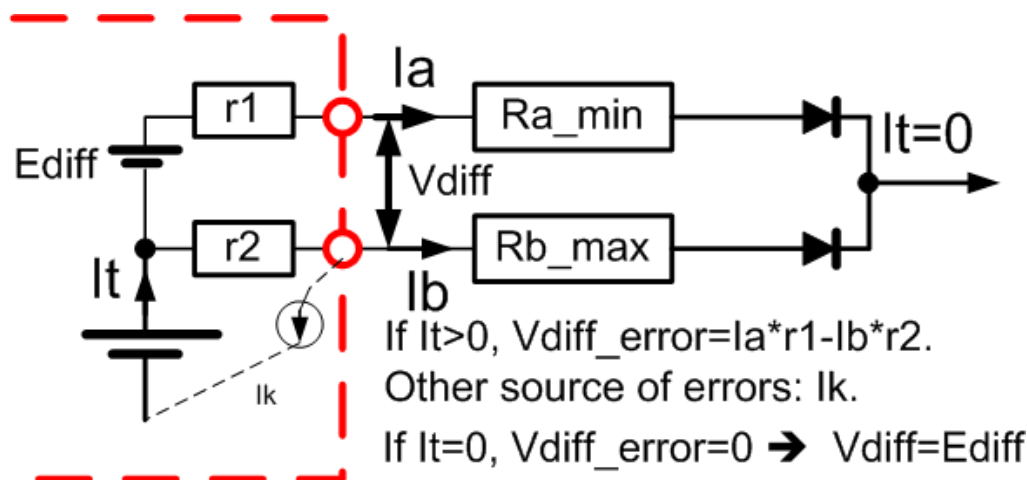 Ia
r1
Ra_min
It=0
Ediff
Vdiff
r2
Rb_max
It
Ib
If It>0, Vdiff_error=Ia*r1-Ib*r2.
Ik
Other source of errors: Ik.
If It=0, Vdiff_error=0 ➔ Vdiff=Ediff